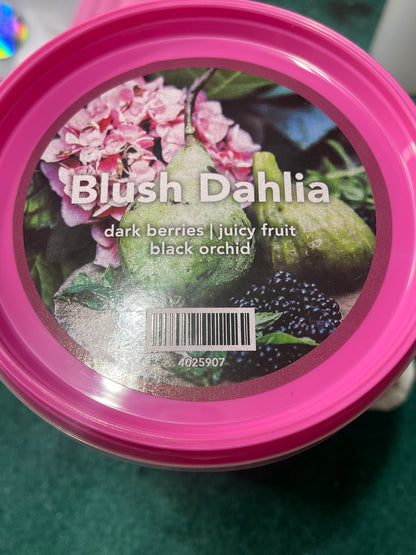 Blush Dahlia
dark berries | juicy fruit
black orchid
4025907